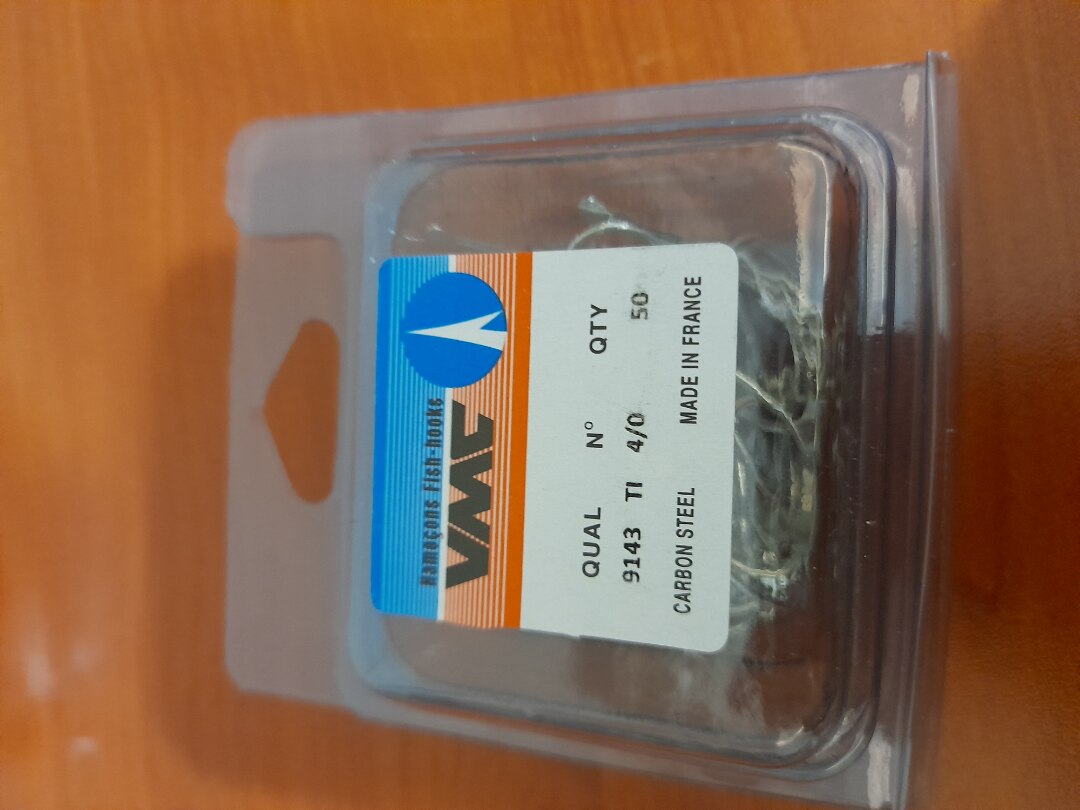 Hameçons Fish-hooks
VMC
QUAL N° QTY
9143 TI 4/0 50
CARBON STEEL MADE IN FRANCE